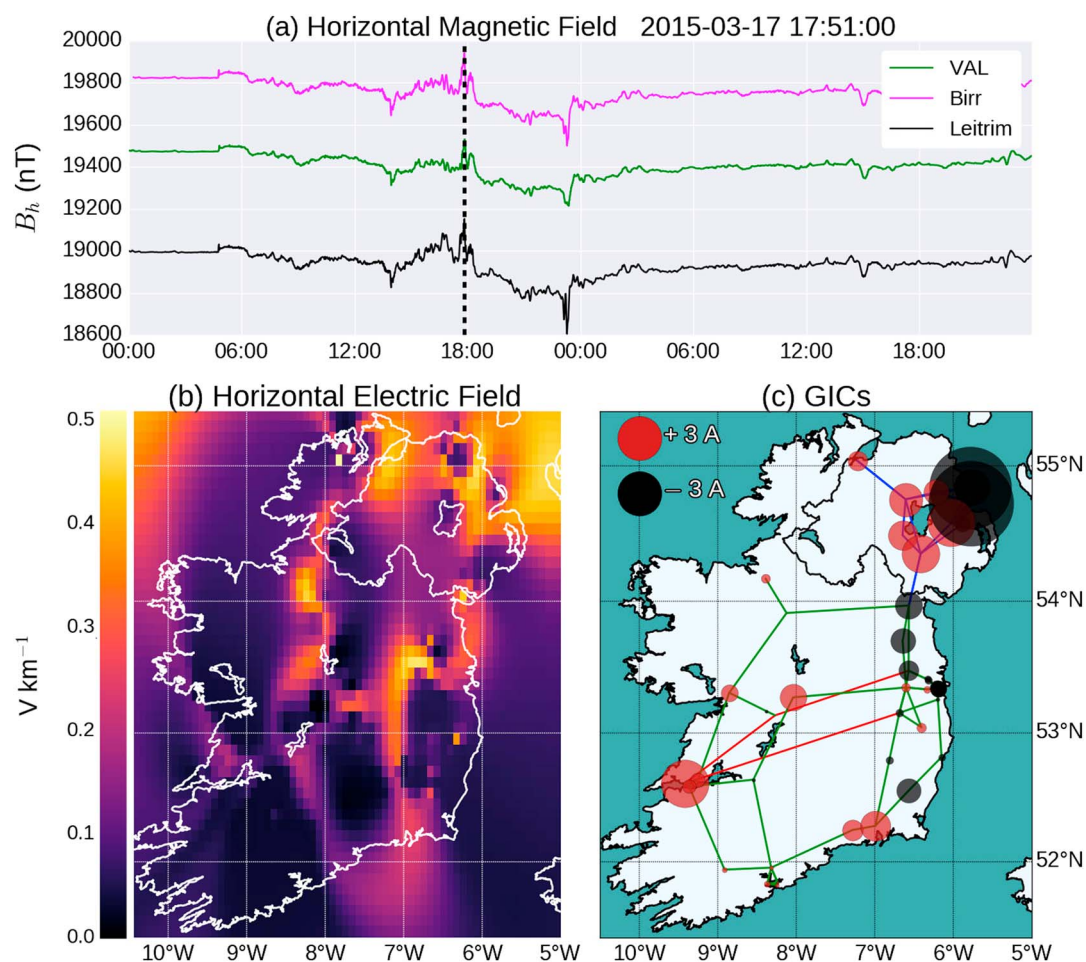 (a) Horizontal Magnetic Field 2015-03-17 17:51:00
20000
19800
19600
19400
19200
19000
18800
18600
B_h (nT)
VAL
Birr
Leitrim
00:00 06:00 12:00 18:00 00:00 06:00 12:00 18:00
(b) Horizontal Electric Field
0.5
0.4
0.3
0.2
0.1
0.0
V km⁻¹
10°W 9°W 8°W 7°W 6°W 5°W
(c) GICs
+ 3 A
− 3 A
55°N
54°N
53°N
52°N
10°W 9°W 8°W 7°W 6°W 5°W